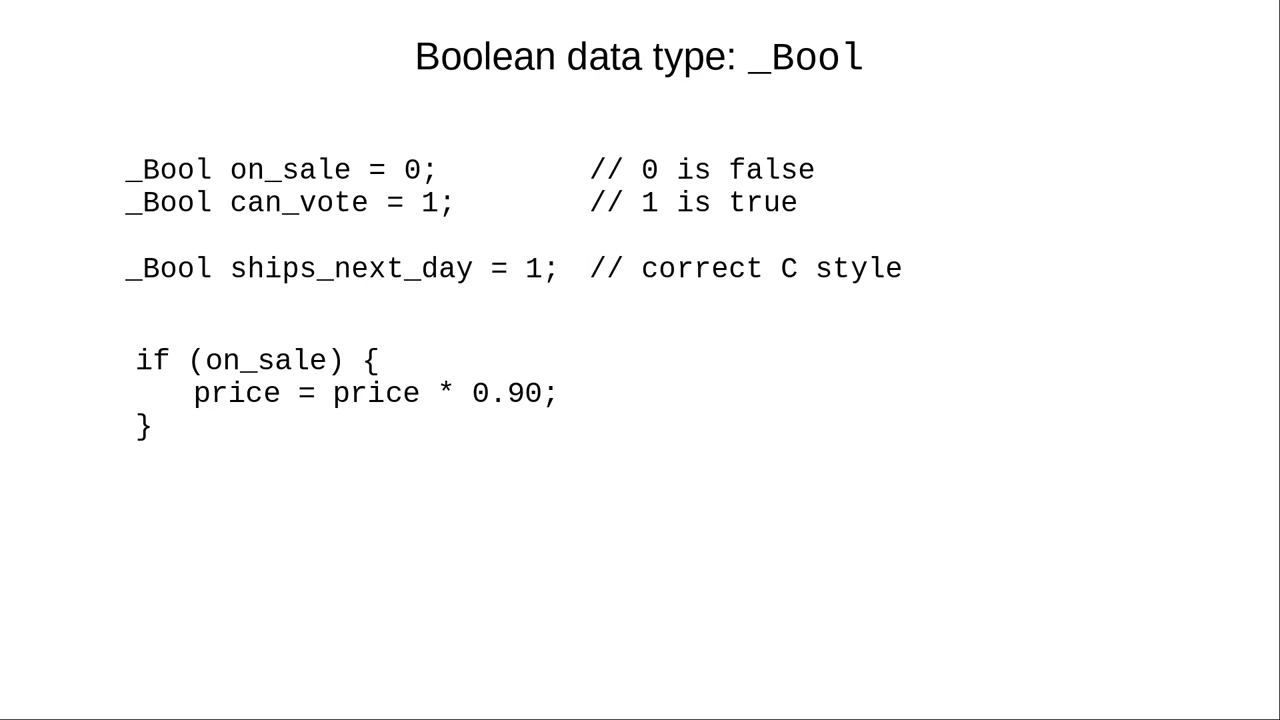 Boolean data type: _Bool
_Bool on_sale = 0; // 0 is false
_Bool can_vote = 1; // 1 is true
_Bool ships_next_day = 1; // correct C style
if (on_sale) {
price = price * 0.90;
}